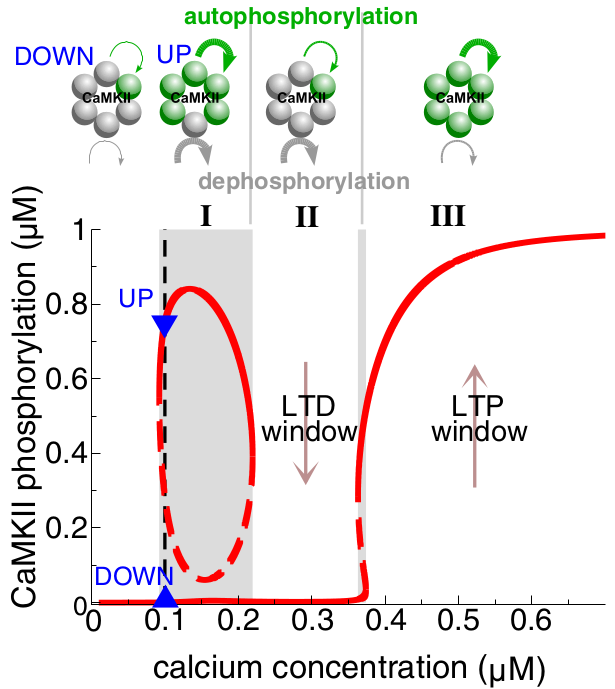 autophosphorylation
DOWN
UP
CaMKII
CaMKII
CaMKII
CaMKII
dephosphorylation
I
II
III
CaMKII phosphorylation (µM)
1
0.8
0.6
0.4
0.2
0
UP
DOWN
LTD
window
LTP
window
0
0.1
0.2
0.3
0.4
0.5
0.6
calcium concentration (µM)